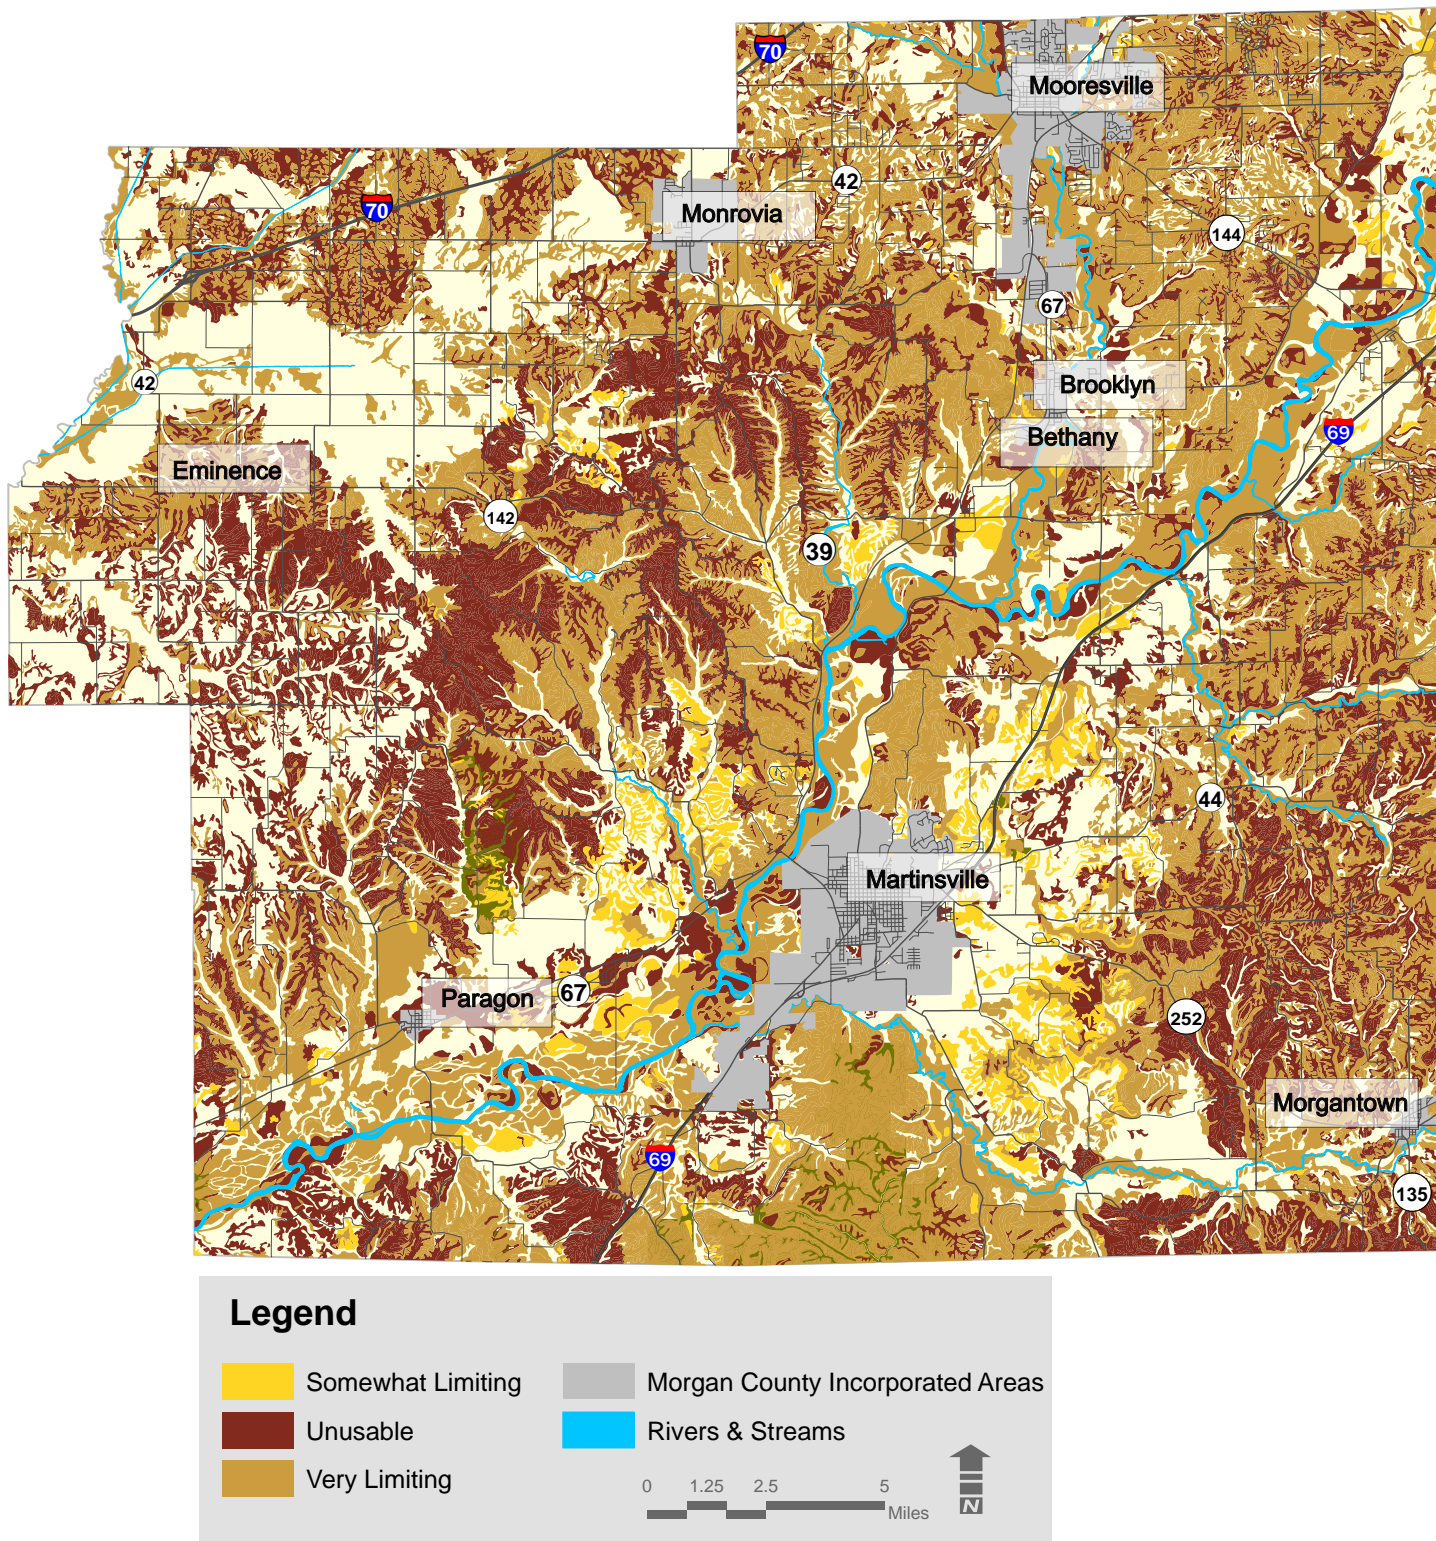 70
Mooresville
42
70
Monrovia
144
67
42
Brooklyn
69
Bethany
Eminence
142
39
44
Martinsville
Paragon
67
252
Morgantown
69
135
Legend
Somewhat Limiting
Unusable
Very Limiting
Morgan County Incorporated Areas
Rivers & Streams
0 1.25 2.5 5
Miles
N